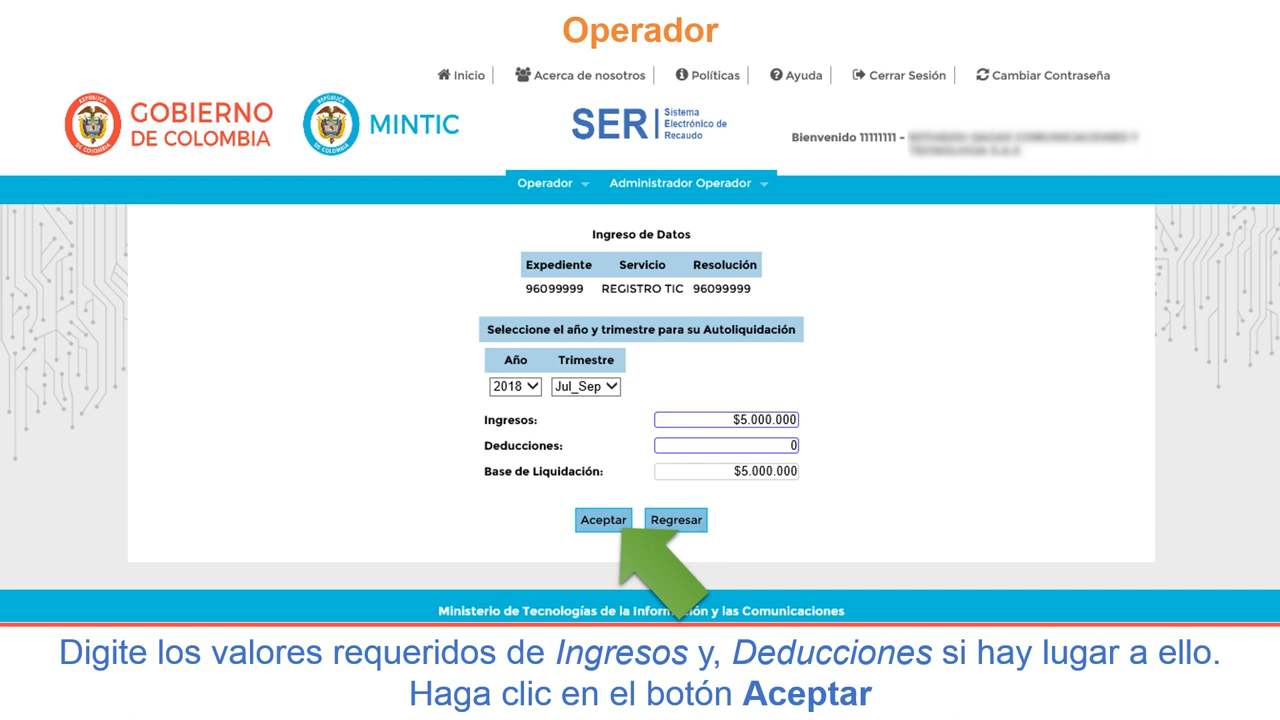 Operador
Inicio Acerca de nosotros Políticas Ayuda Cerrar Sesión Cambiar Contraseña
GOBIERNO
DE COLOMBIA
MINTIC
SER
Sistema
Electrónico de
Recaudo
Bienvenido 11111111 -
Operador Administrador Operador
Ingreso de Datos
Expediente Servicio Resolución
96099999 REGISTRO TIC 96099999
Seleccione el año y trimestre para su Autoliquidación
Año Trimestre
2018 Jul_Sep
Ingresos: $5.000.000
Deducciones: 0
Base de Liquidación: $5.000.000
Aceptar Regresar
Ministerio de Tecnologías de la Información y las Comunicaciones
Digite los valores requeridos de Ingresos y, Deducciones si hay lugar a ello.
Haga clic en el botón Aceptar